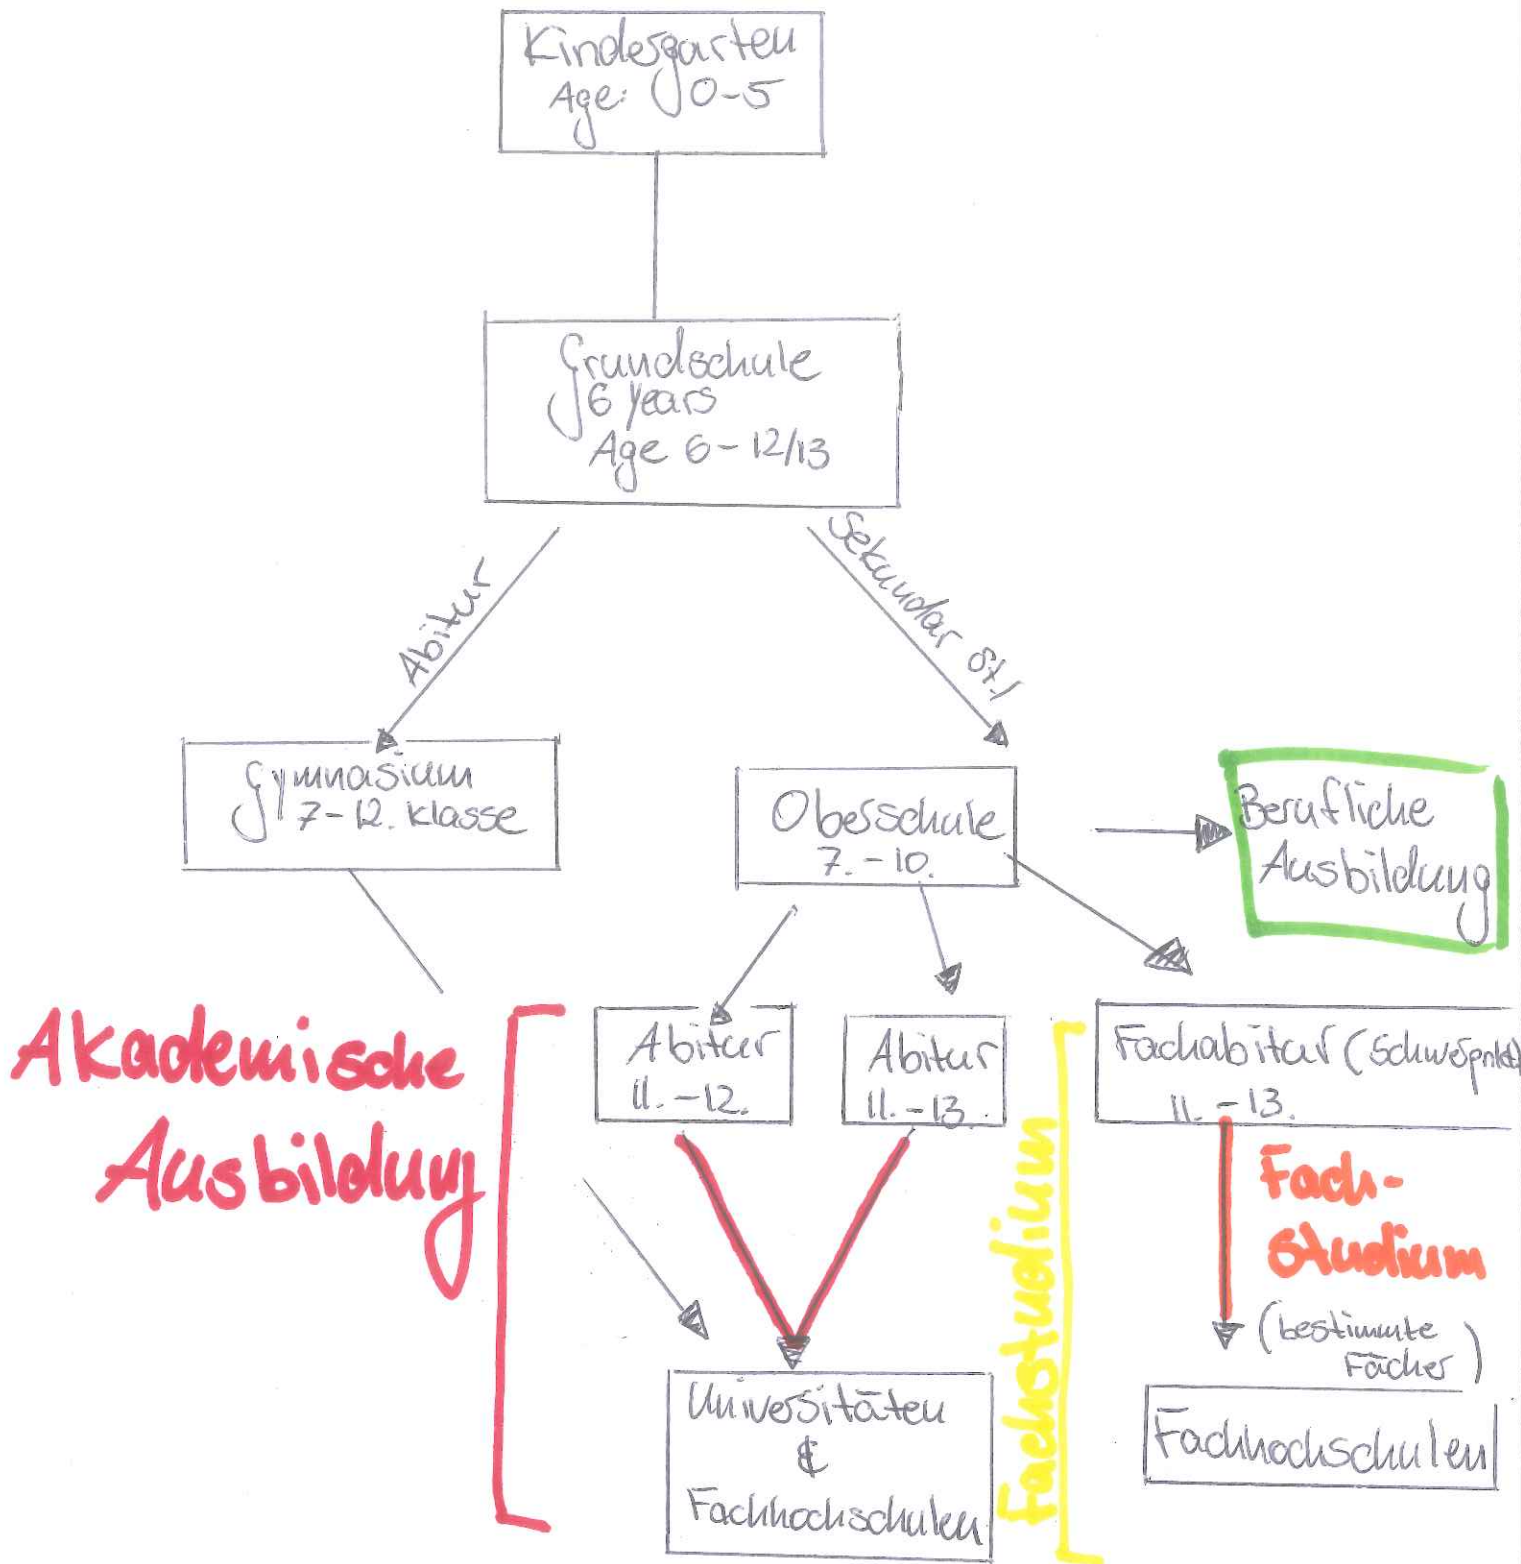 Kindergarten
Age: 0-5
Grundschule
6 years
Age 6-12/13
Abitur
Sekundar St.I
Gymnasium
7-12. Klasse
Oberschule
7.-10.
Berufliche
Ausbildung
Akademische
Ausbildung
Abitur
11.-12.
Abitur
11.-13.
Fachstudium
Fachabitur (Schwerpnkt)
11.-13.
Fach-
studium
(bestimmte
Fächer)
Universitäten
&
Fachhochschulen
Fachhochschulen